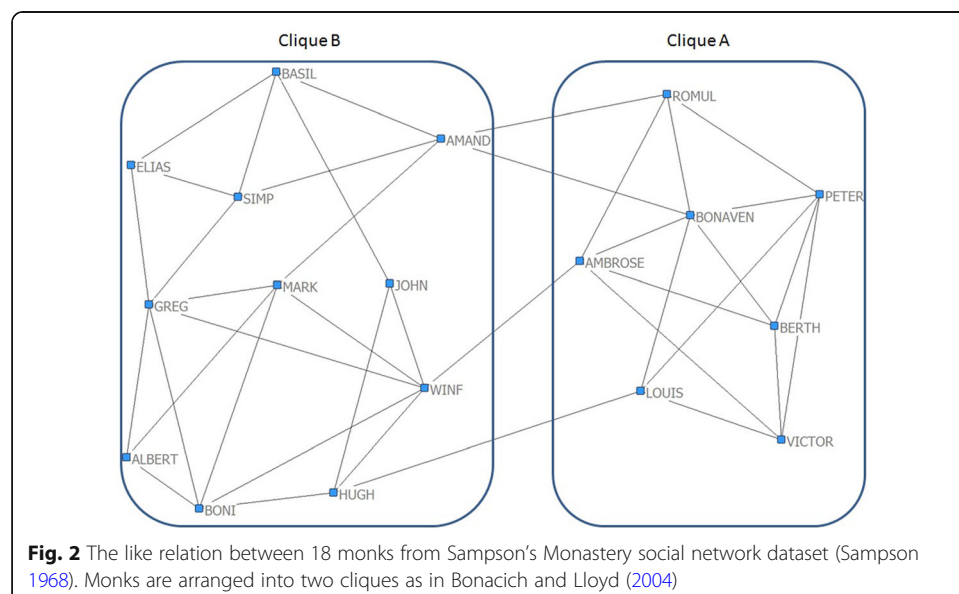 Clique B
Clique A
BASIL
ROMUL
AMAND
ELIAS
SIMP
PETER
BONAVEN
AMBROSE
MARK
JOHN
GREG
BERTH
WINF
LOUIS
VICTOR
ALBERT
HUGH
BONI
Fig. 2 The like relation between 18 monks from Sampson's Monastery social network dataset (Sampson
1968). Monks are arranged into two cliques as in Bonacich and Lloyd (2004)